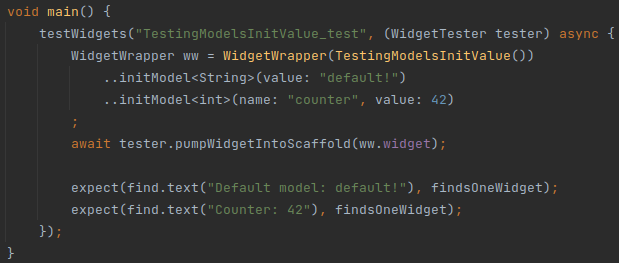 void main() {
    testWidgets("TestingModelsInitValue_test", (WidgetTester tester) async {
        WidgetWrapper ww = WidgetWrapper(TestingModelsInitValue())
            ..initModel<String>(value: "default!")
            ..initModel<int>(name: "counter", value: 42)
        ;
        await tester.pumpWidgetIntoScaffold(ww.widget);

        expect(find.text("Default model: default!"), findsOneWidget);
        expect(find.text("Counter: 42"), findsOneWidget);
    });
}